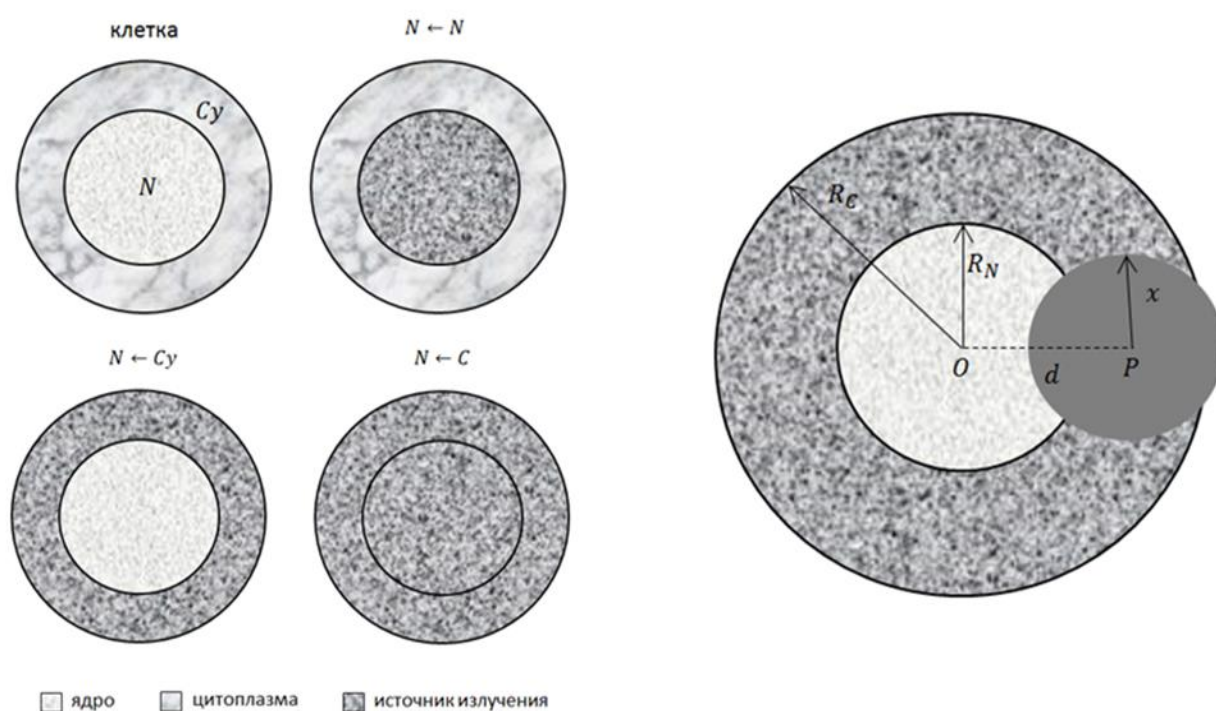 клетка
N ← N
Cy
N
N ← Cy
N ← C
ядро
цитоплазма
источник излучения
R_C
R_N
x
O
d
P